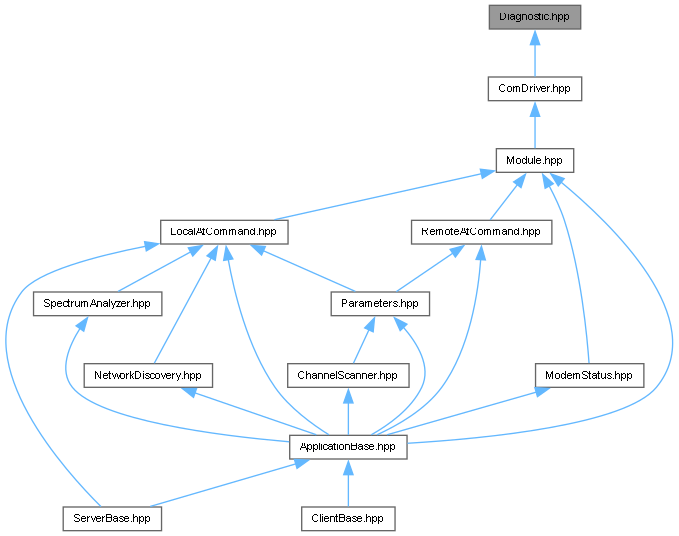 Diagnostic.hpp
ComDriver.hpp
Module.hpp
LocalAtCommand.hpp
RemoteAtCommand.hpp
SpectrumAnalyzer.hpp
Parameters.hpp
NetworkDiscovery.hpp
ChannelScanner.hpp
ModemStatus.hpp
ApplicationBase.hpp
ServerBase.hpp
ClientBase.hpp